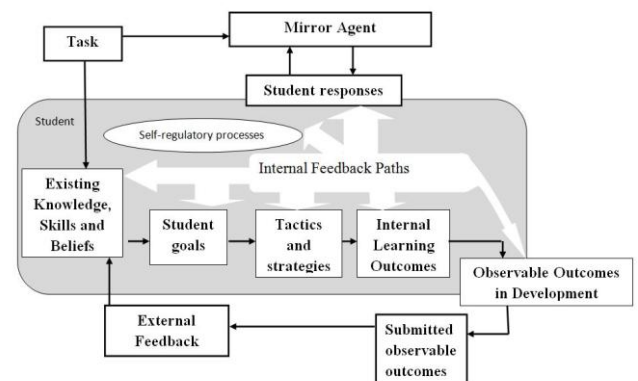 Mirror Agent
Task
Student responses
Student
Self-regulatory processes
Internal Feedback Paths
Existing
Knowledge,
Skills and
Beliefs
Student
goals
Tactics
and
strategies
Internal
Learning
Outcomes
Observable Outcomes
in Development
External
Feedback
Submitted
observable
outcomes